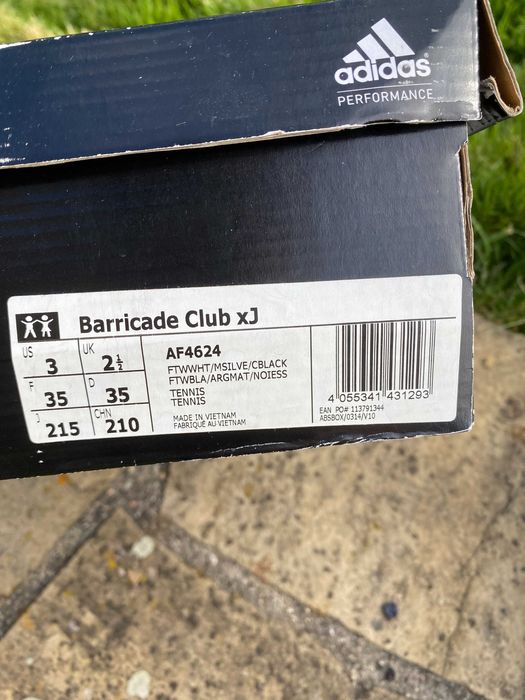 adidas
PERFORMANCE
Barricade Club xJ
US 3 UK 2½
F 35 D 35
J 215 CHN 210
AF4624
FTWWHT/MSILVE/CBLACK
FTWBLA/ARGMAT/NOIESS
TENNIS
TENNIS
MADE IN VIETNAM
FABRIQUÉ AU VIETNAM
4 055341 431293
EAN PO# 113791344
ABSBOX/0314/V10